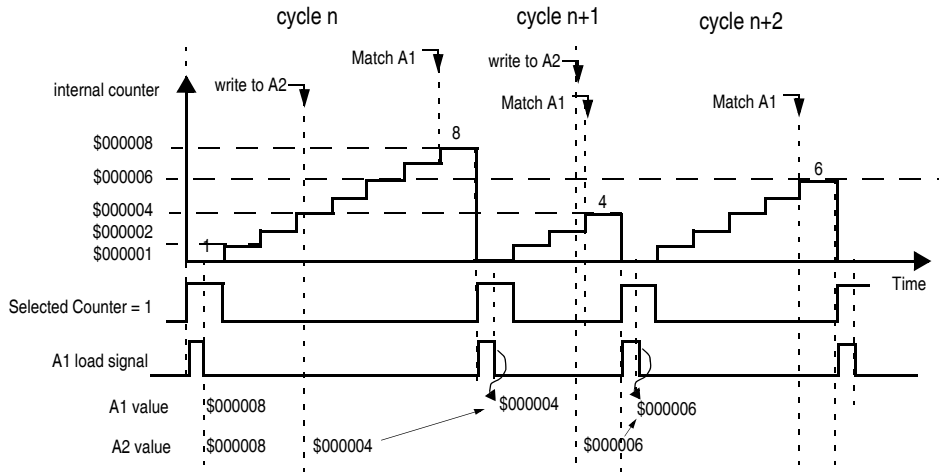 cycle n
cycle n+1
cycle n+2
Match A1
write to A2
write to A2
internal counter
Match A1
Match A1
8
$000008
6
$000006
4
$000004
$000002
1
$000001
Time
Selected Counter = 1
A1 load signal
A1 value $000008 $000004 $000006
A2 value $000008 $000004 $000006